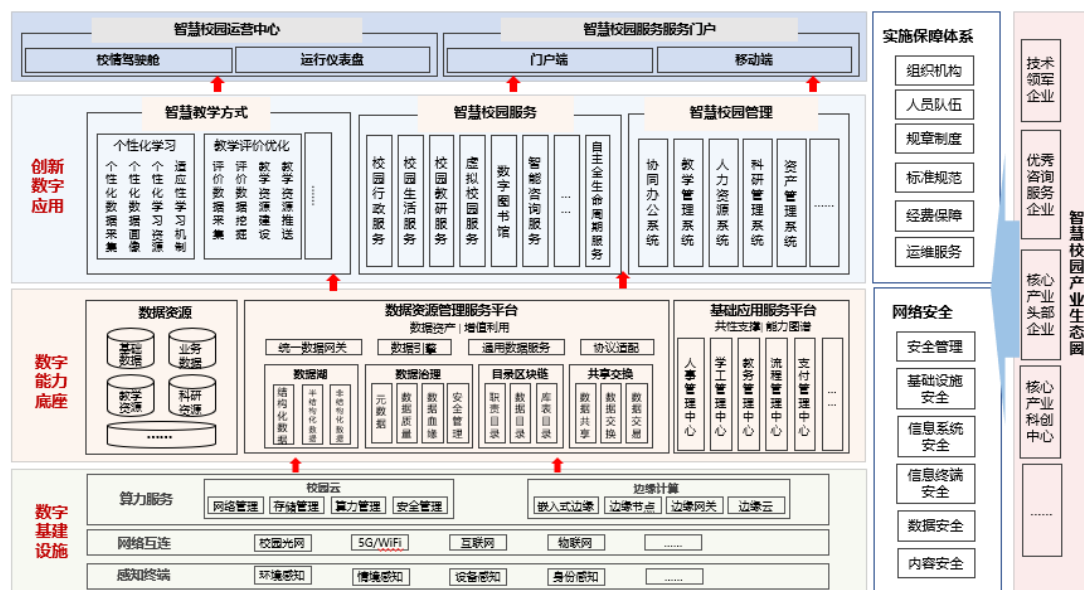 智慧校园运营中心
校情驾驶舱
运行仪表盘
智慧校园服务服务门户
门户端
移动端
创新
数字
应用
智慧教学方式
个性化学习
个性化数据采集
个性化数据画像
个性化学习资源
适应性学习机制
教学评价优化
评价数据采集
评价数据挖掘
教学资源建设
教学资源推送
......
智慧校园服务
校园行政服务
校园生活服务
校园教研服务
虚拟校园服务
数字图书馆
智能咨询服务
......
自主全生命周期服务
智慧校园管理
协同办公系统
教学管理系统
人力资源系统
科研管理系统
资产管理系统
......
数字
能力
底座
数据资源
基础
数据
业务
数据
教学
资源
科研
资源
......
数据资源管理服务平台
数据资产|增值利用
统一数据网关
数据引擎
通用数据服务
协议适配
数据湖
结构化数据
半结构化数据
非结构化数据
数据治理
元数据
数据质量
数据血缘
安全管理
目录区块链
职责目录
数据目录
库表目录
共享交换
数据共享
数据交换
数据交易
基础应用服务平台
共性支撑|能力图谱
人事管理中心
学工管理中心
教务管理中心
流程管理中心
支付管理中心
......
数字
基建
设施
算力服务
校园云
网络管理
存储管理
算力管理
安全管理
边缘计算
嵌入式边缘
边缘节点
边缘网关
边缘云
网络互连
校园光网
5G/WiFi
互联网
物联网
......
感知终端
环境感知
情境感知
设备感知
身份感知
......
实施保障体系
组织机构
人员队伍
规章制度
标准规范
经费保障
运维服务
网络安全
安全管理
基础设施
安全
信息系统
安全
信息终端
安全
数据安全
内容安全
技术
领军
企业
优秀
咨询
服务
企业
核心
产业
头部
企业
核心
产业
科创
中心
......
智慧校园产业生态圈